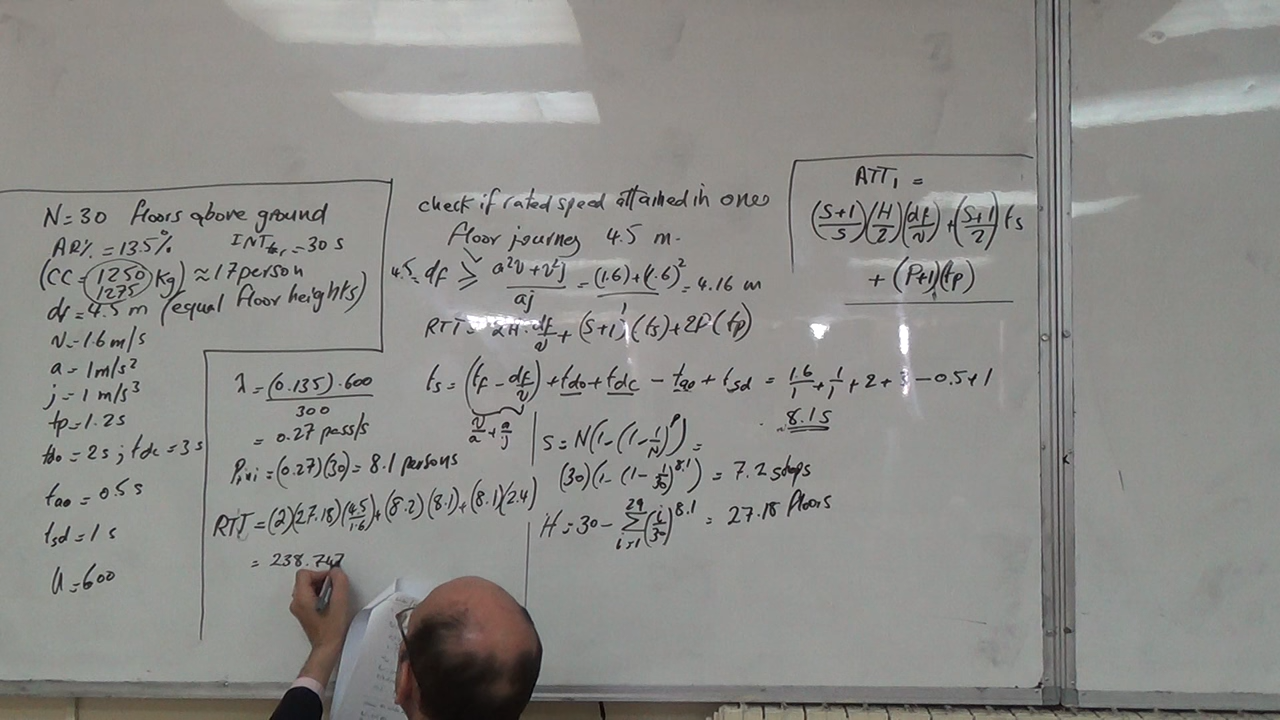 N=30 floors above ground
AR% = 13.5%
INT = 30 s
(CC = 1250 kg) ≈ 17 person
1275
df = 4.5 m (equal floor heights)
v=1.6 m/s
a = 1 m/s²
j = 1 m/s³
tp = 1.2 s
tdo = 2s ; tdc = 3 s
tao = 0.5 s
tsd = 1 s
U = 600
λ = (0.135)·600
300
= 0.27 pass/s
= (0.27)(30) = 8.1 persons
RTT = (2)(27.18)(4.5/1.6) + (8.2)(8.1) + (8.1)(2.4)
= 238.747
check if rated speed attained in one
floor journey 4.5 m.
4.5 = df ≥ (a²v + v²j)/(aj) = ((1.6)+(1.6)²)/1 = 4.16 m
RTT = 2H·df/v + (S+1)(ts) + 2P(tp)
ts = (tf − df/v) + tdo + tdc − tao + tsd = 1.6/1 + 1/1 + 2 + 3 − 0.5 + 1
v/a + a/j
= 8.1 s
S = N(1−(1−1/N)^P) =
(30)(1−(1−1/30)^8.1) = 7.2 stops
H = 30 − Σ_{i=1}^{29} (i/30)^8.1 = 27.18 floors
ATT₁ =
((S+1)/S)(H/2)(df/v) + ((S+1)/2) ts
+ (P+1)(tp)